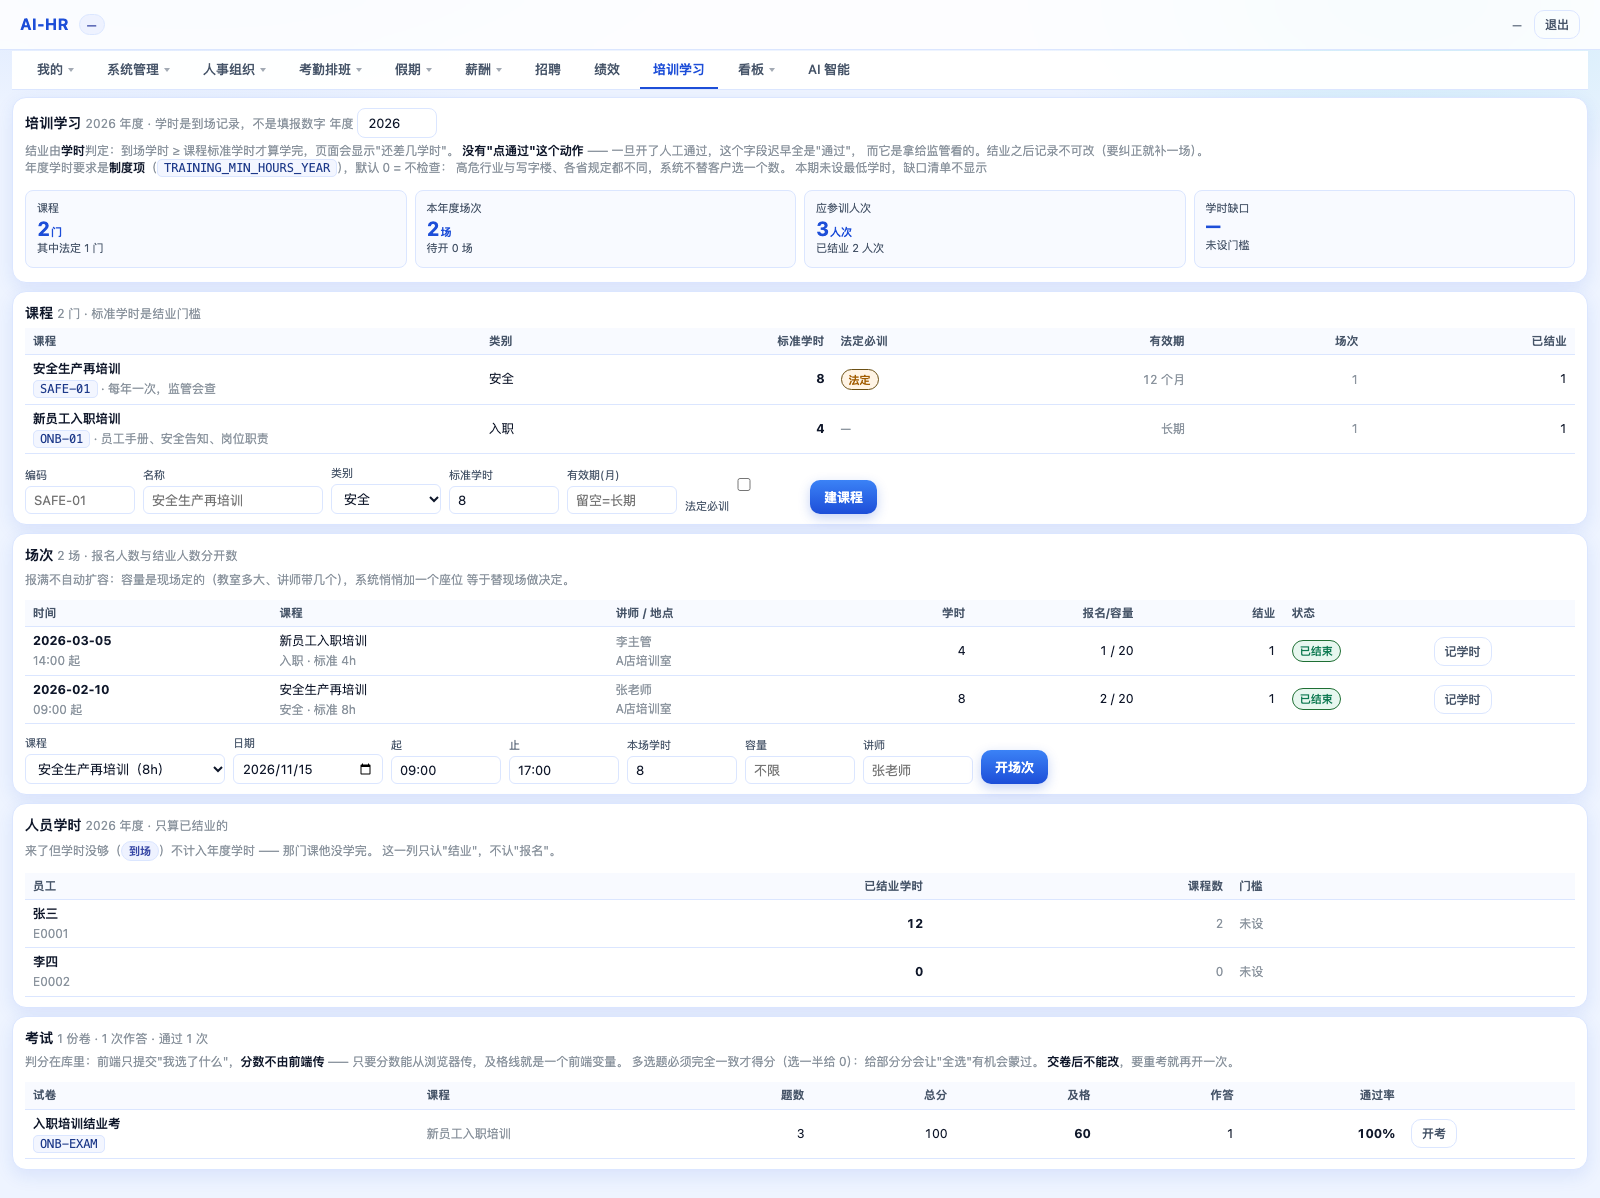 AI-HR
—
—
退出
我的
系统管理
人事组织
考勤排班
假期
薪酬
招聘
绩效
培训学习
看板
AI 智能
培训学习 2026 年度 · 学时是到场记录，不是填报数字 年度 2026
结业由学时判定：到场学时 ≥ 课程标准学时才算学完，页面会显示"还差几学时"。 没有"点通过"这个动作 —— 一旦开了人工通过，这个字段迟早全是"通过"， 而它是拿给监管看的。结业之后记录不可改（要纠正就补一场）。
年度学时要求是制度项（ TRAINING_MIN_HOURS_YEAR ），默认 0 = 不检查： 高危行业与写字楼、各省规定都不同，系统不替客户选一个数。 本期未设最低学时，缺口清单不显示
课程
2门
其中法定 1 门
本年度场次
2场
待开 0 场
应参训人次
3人次
已结业 2 人次
学时缺口
—
未设门槛
课程 2 门 · 标准学时是结业门槛
课程 类别 标准学时 法定必训 有效期 场次 已结业
安全生产再培训
SAFE-01 · 每年一次，监管会查
安全 8 法定 12 个月 1 1
新员工入职培训
ONB-01 · 员工手册、安全告知、岗位职责
入职 4 — 长期 1 1
编码 名称 类别 标准学时 有效期(月)
SAFE-01 安全生产再培训 安全 8 留空=长期 法定必训 建课程
场次 2 场 · 报名人数与结业人数分开数
报满不自动扩容：容量是现场定的（教室多大、讲师带几个），系统悄悄加一个座位 等于替现场做决定。
时间 课程 讲师 / 地点 学时 报名/容量 结业 状态
2026-03-05 新员工入职培训 李主管
14:00 起 入职 · 标准 4h A店培训室
4 1 / 20 1 已结束 记学时
2026-02-10 安全生产再培训 张老师
09:00 起 安全 · 标准 8h A店培训室
8 2 / 20 1 已结束 记学时
课程 日期 起 止 本场学时 容量 讲师
安全生产再培训（8h） 2026/11/15 09:00 17:00 8 不限 张老师 开场次
人员学时 2026 年度 · 只算已结业的
来了但学时没够（ 到场 ）不计入年度学时 —— 那门课他没学完。 这一列只认"结业"，不认"报名"。
员工 已结业学时 课程数 门槛
张三
E0001
12 2 未设
李四
E0002
0 0 未设
考试 1 份卷 · 1 次作答 · 通过 1 次
判分在库里：前端只提交"我选了什么"，分数不由前端传 —— 只要分数能从浏览器传，及格线就是一个前端变量。 多选题必须完全一致才得分（选一半给 0）：给部分分会让"全选"有机会蒙过。 交卷后不能改，要重考就再开一次。
试卷 课程 题数 总分 及格 作答 通过率
入职培训结业考
ONB-EXAM
新员工入职培训 3 100 60 1 100% 开考